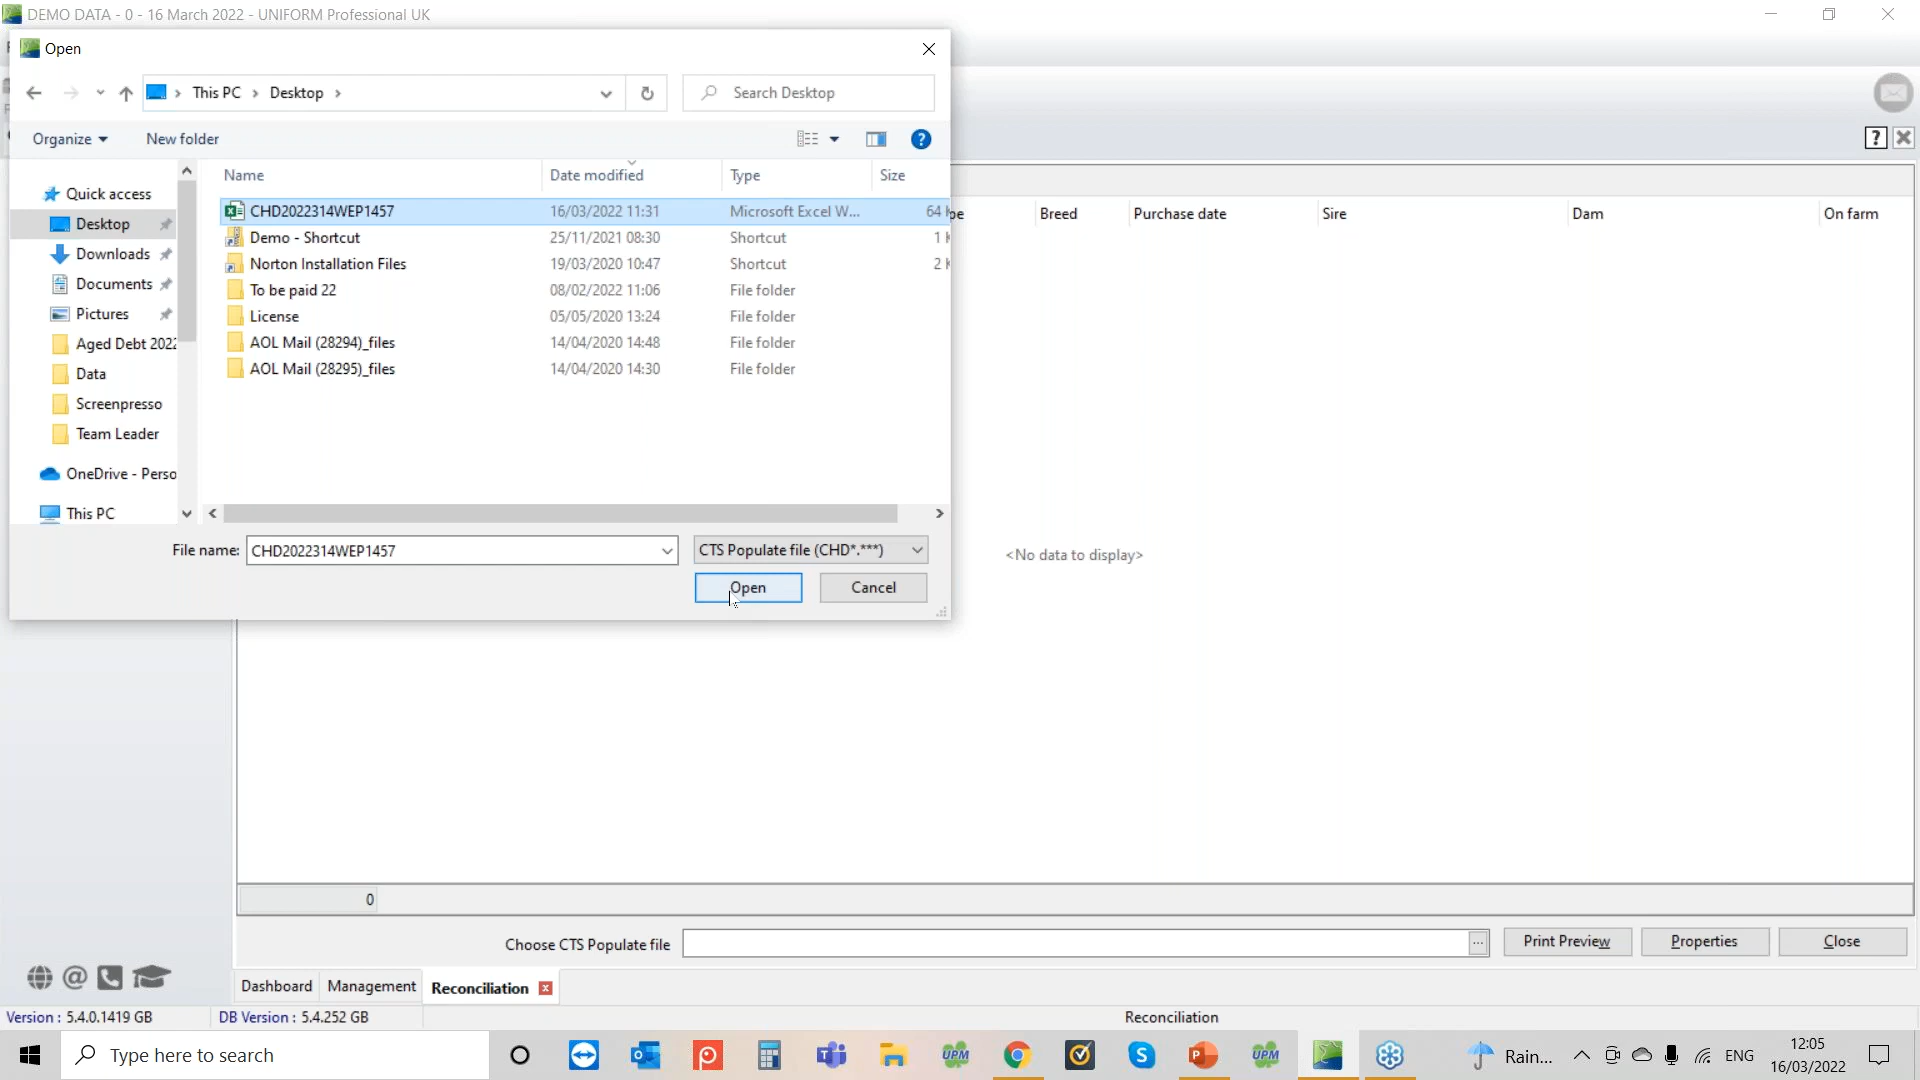 DEMO DATA - 0 - 16 March 2022 - UNIFORM Professional UK
Open
This PC > Desktop >
Search Desktop
Organize
New folder
Name Date modified Type Size
Quick access
Desktop
Downloads
Documents
Pictures
Aged Debt 2022
Data
Screenpresso
Team Leader
OneDrive - Perso
This PC
CHD2022314WEP1457 16/03/2022 11:31 Microsoft Excel W... 64
Demo - Shortcut 25/11/2021 08:30 Shortcut 1
Norton Installation Files 19/03/2020 10:47 Shortcut 2
To be paid 22 08/02/2022 11:06 File folder
License 05/05/2020 13:24 File folder
AOL Mail (28294)_files 14/04/2020 14:48 File folder
AOL Mail (28295)_files 14/04/2020 14:30 File folder
File name: CHD2022314WEP1457
CTS Populate file (CHD*.***)
Open Cancel
Breed Purchase date Sire Dam On farm
<No data to display>
0
Choose CTS Populate file ... Print Preview Properties Close
Dashboard Management Reconciliation
Version : 5.4.0.1419 GB DB Version : 5.4.252 GB Reconciliation
Type here to search
UPM
UPM
Rain... ENG
12:05
16/03/2022